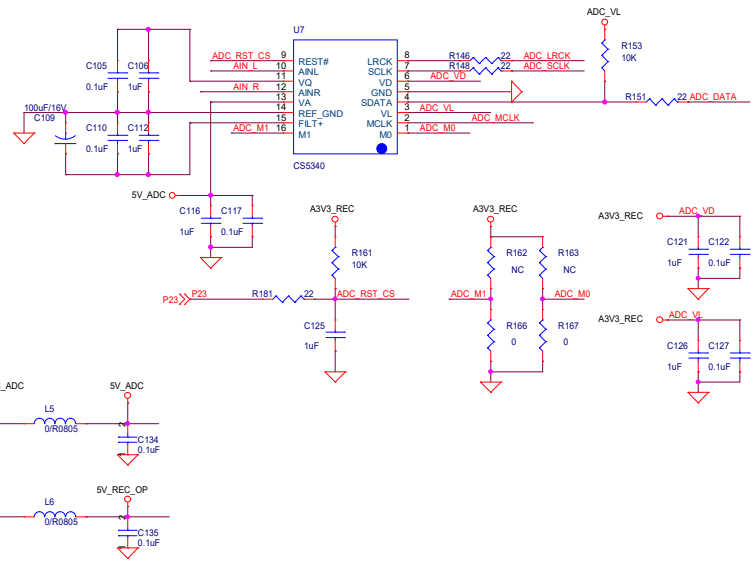 ADC_VL
U7
ADC_RST_CS 9 REST# LRCK 8 R146 22 ADC_LRCK
AIN_L 10 AINL SCLK 7 R148 22 ADC_SCLK
11 VQ VD 6 ADC_VD
AIN_R 12 AINR GND 5
13 VA SDATA 4
14 REF_GND VL 3 ADC_VL
15 FILT+ MCLK 2 ADC_MCLK
ADC_M1 16 M1 M0 1 ADC_M0
CS5340
R153
10K
R151 22 ADC_DATA
C105 C106
0.1uF 1uF
100uF/16V
C109
C110 C112
0.1uF 1uF
5V_ADC
C116 C117
1uF 0.1uF
A3V3_REC
R161
10K
P23 P23 R181 22 ADC_RST_CS
C125
1uF
A3V3_REC
R162 R163
NC NC
ADC_M1 ADC_M0
R166 R167
0 0
A3V3_REC ADC_VD
C121 C122
1uF 0.1uF
A3V3_REC ADC_VL
C126 C127
1uF 0.1uF
_ADC 5V_ADC
L5
0/R0805
2
C134
0.1uF
1
5V_REC_OP
L6
0/R0805
2
C135
0.1uF
1